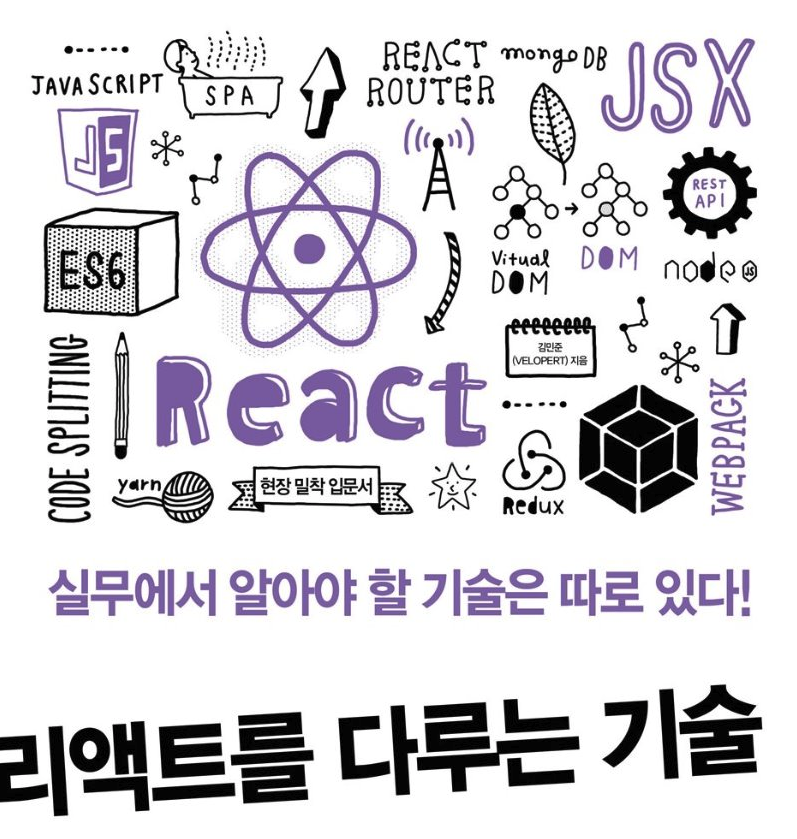 JAVASCRIPT
JS
SPA
REACT
ROUTER
mongoDB
JSX
REST
API
ES6
Vitual
DOM
DOM
node
JS
김민준
(VELOPERT) 지음
React
CODE SPLITTING
yarn
현장 밀착 입문서
Redux
WEBPACK
실무에서 알아야 할 기술은 따로 있다!
리액트를 다루는 기술